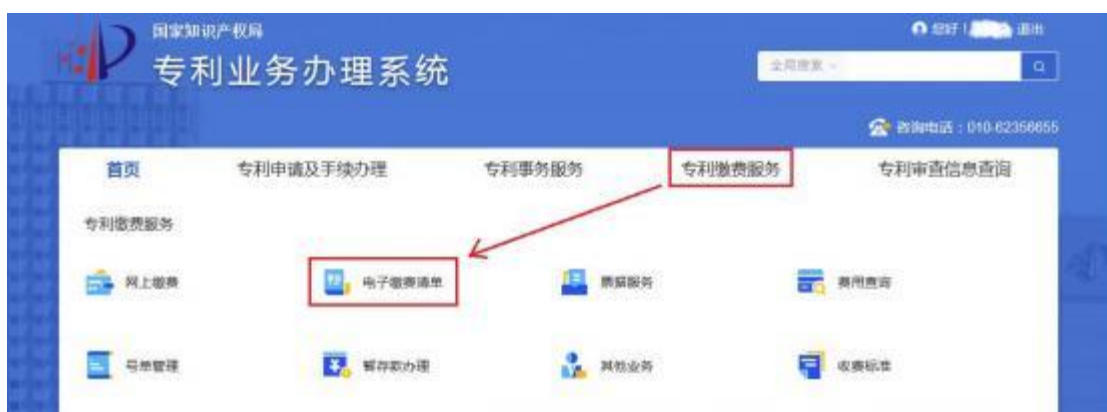 国家知识产权局
专利业务办理系统
您好！ 退出
全局搜索
咨询电话：010-62356655
首页 专利申请及手续办理 专利事务服务 专利缴费服务 专利审查信息查询
专利缴费服务
网上缴费 电子缴费清单 票据服务 费用查询
号单管理 暂存款办理 其他业务 收费标准